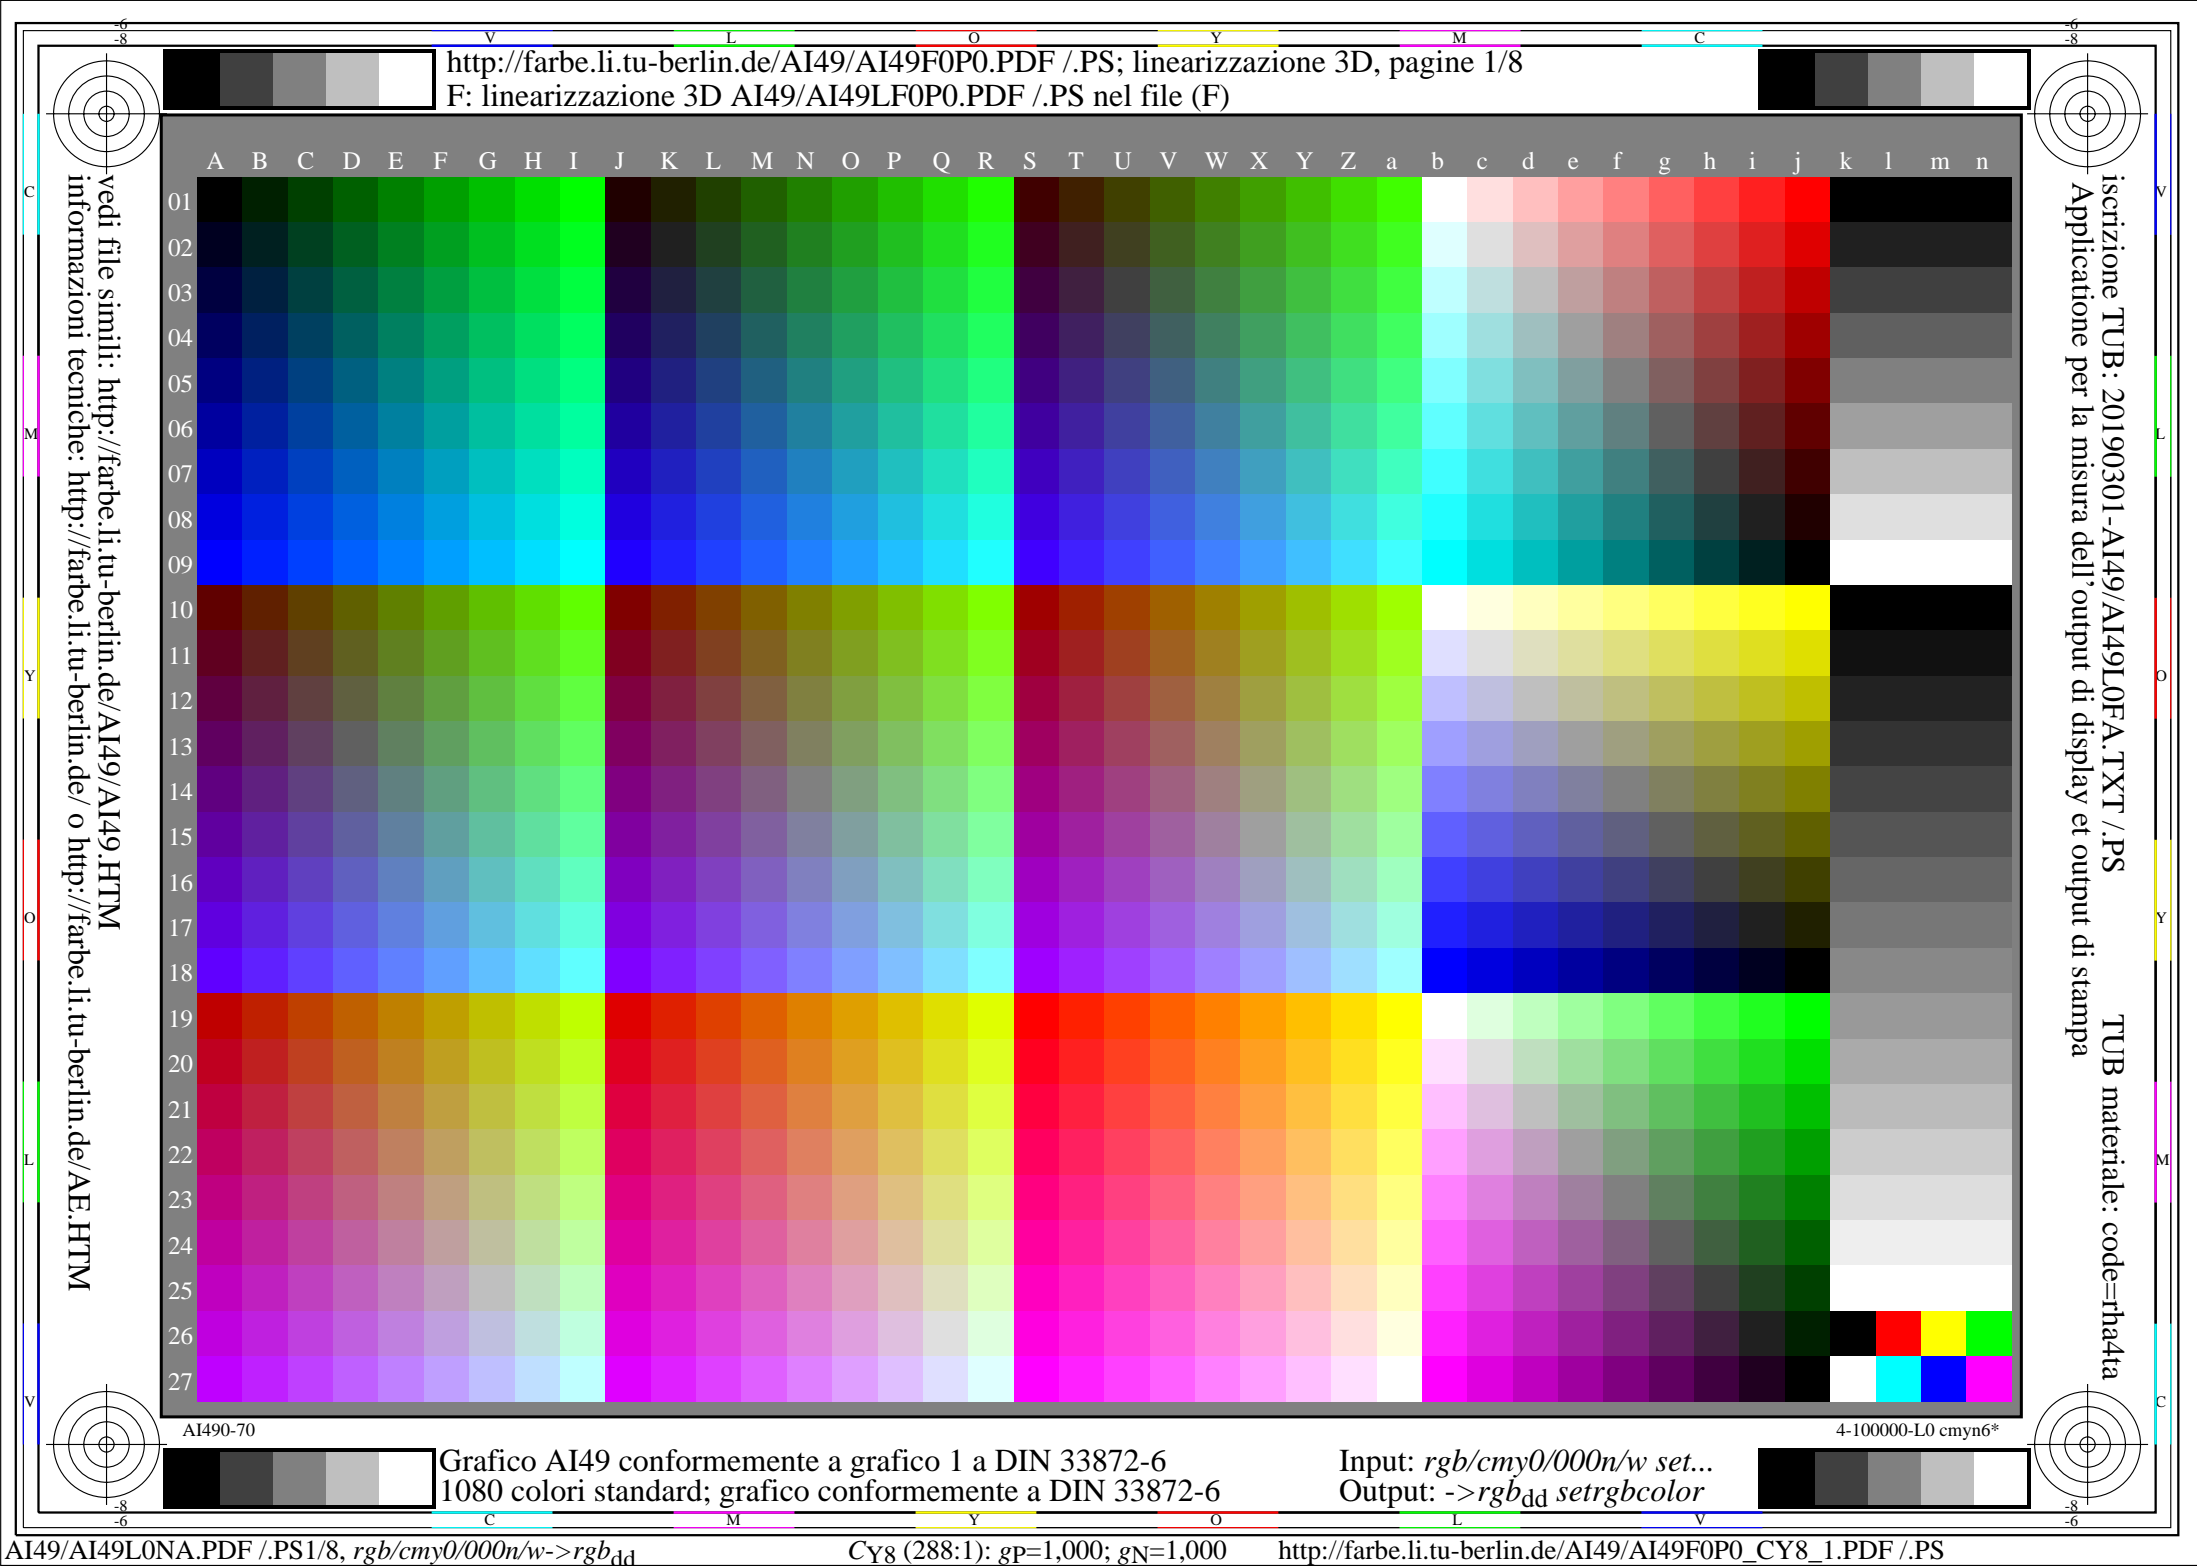 -6
-8
V L O Y M C
-6
-8
http://farbe.li.tu-berlin.de/AI49/AI49F0P0.PDF /.PS; linearizzazione 3D, pagine 1/8
F: linearizzazione 3D AI49/AI49LF0P0.PDF /.PS nel file (F)
A B C D E F G H I J K L M N O P Q R S T U V W X Y Z a b c d e f g h i j k l m n
01
02
03
04
05
06
07
08
09
10
11
12
13
14
15
16
17
18
19
20
21
22
23
24
25
26
27
C
M
Y
O
L
V
vedi file simili: http://farbe.li.tu-berlin.de/AI49/AI49.HTM
informazioni tecniche: http://farbe.li.tu-berlin.de/ o http://farbe.li.tu-berlin.de/AE.HTM
iscrizione TUB: 20190301-AI49/AI49L0FA.TXT /.PS TUB materiale: code=rha4ta
Applicatione per la misura dell'output di display et output di stampa
V
L
O
Y
M
C
AI490-70
4-100000-L0 cmyn6*
Grafico AI49 conformemente a grafico 1 a DIN 33872-6
1080 colori standard; grafico conformemente a DIN 33872-6
Input: rgb/cmy0/000n/w set...
Output: ->rgbdd setrgbcolor
-8
-6
C M Y O L V
-8
-6
AI49/AI49L0NA.PDF /.PS1/8, rgb/cmy0/000n/w->rgbdd
CY8 (288:1): gP=1,000; gN=1,000
http://farbe.li.tu-berlin.de/AI49/AI49F0P0_CY8_1.PDF /.PS